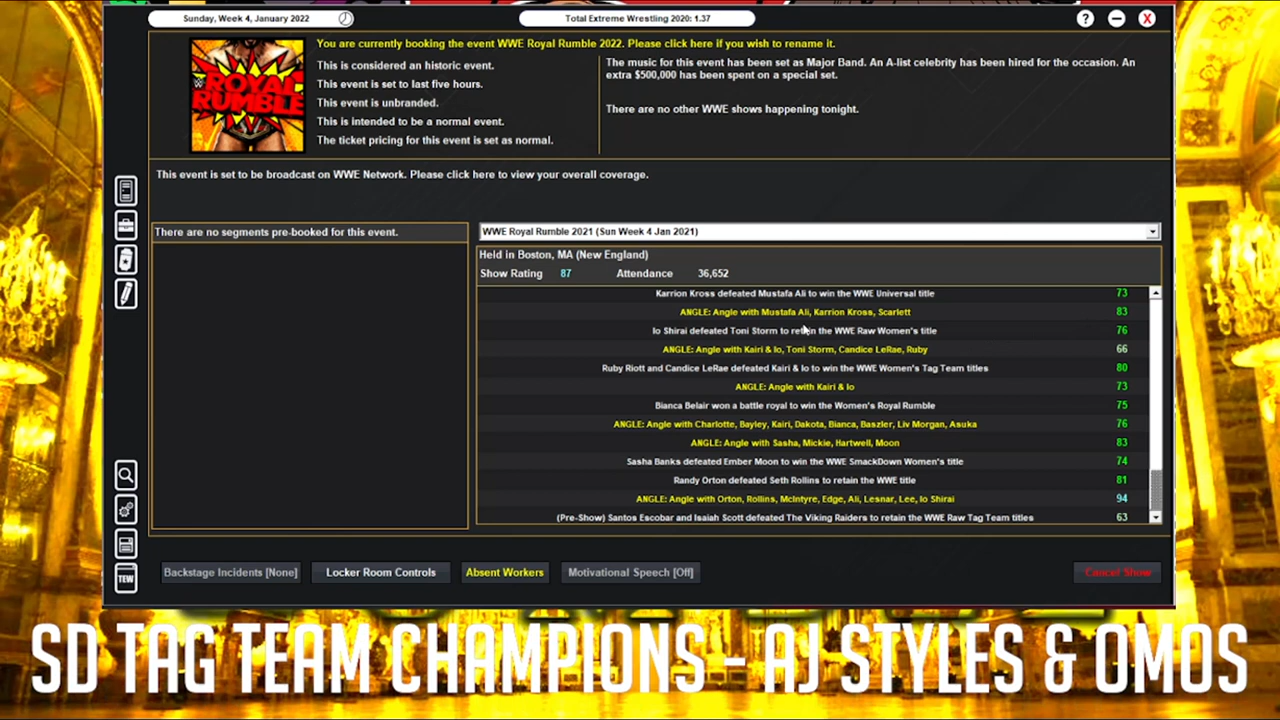 Sunday, Week 4, January 2022
Total Extreme Wrestling 2020: 1.37
?
X
ROYAL
RUMBLE
You are currently booking the event WWE Royal Rumble 2022. Please click here if you wish to rename it.
This is considered an historic event.
This event is set to last five hours.
This event is unbranded.
This is intended to be a normal event.
The ticket pricing for this event is set as normal.
The music for this event has been set as Major Band. An A-list celebrity has been hired for the occasion. An
extra $500,000 has been spent on a special set.
There are no other WWE shows happening tonight.
This event is set to be broadcast on WWE Network. Please click here to view your overall coverage.
There are no segments pre-booked for this event.
WWE Royal Rumble 2021 (Sun Week 4 Jan 2021)
Held in Boston, MA (New England)
Show Rating 87 Attendance 36,652
Karrion Kross defeated Mustafa Ali to win the WWE Universal title 73
ANGLE: Angle with Mustafa Ali, Karrion Kross, Scarlett 83
Io Shirai defeated Toni Storm to retain the WWE Raw Women's title 76
ANGLE: Angle with Kairi & Io, Toni Storm, Candice LeRae, Ruby 66
Ruby Riott and Candice LeRae defeated Kairi & Io to win the WWE Women's Tag Team titles 80
ANGLE: Angle with Kairi & Io 73
Bianca Belair won a battle royal to win the Women's Royal Rumble 75
ANGLE: Angle with Charlotte, Bayley, Kairi, Dakota, Bianca, Baszler, Liv Morgan, Asuka 76
ANGLE: Angle with Sasha, Mickie, Hartwell, Moon 83
Sasha Banks defeated Ember Moon to win the WWE SmackDown Women's title 74
Randy Orton defeated Seth Rollins to retain the WWE title 81
ANGLE: Angle with Orton, Rollins, McIntyre, Edge, Ali, Lesnar, Lee, Io Shirai 94
(Pre-Show) Santos Escobar and Isaiah Scott defeated The Viking Raiders to retain the WWE Raw Tag Team titles 63
TEW
Backstage Incidents [None]
Locker Room Controls
Absent Workers
Motivational Speech [Off]
Cancel Show
SD TAG TEAM CHAMPIONS - AJ STYLES & OMOS